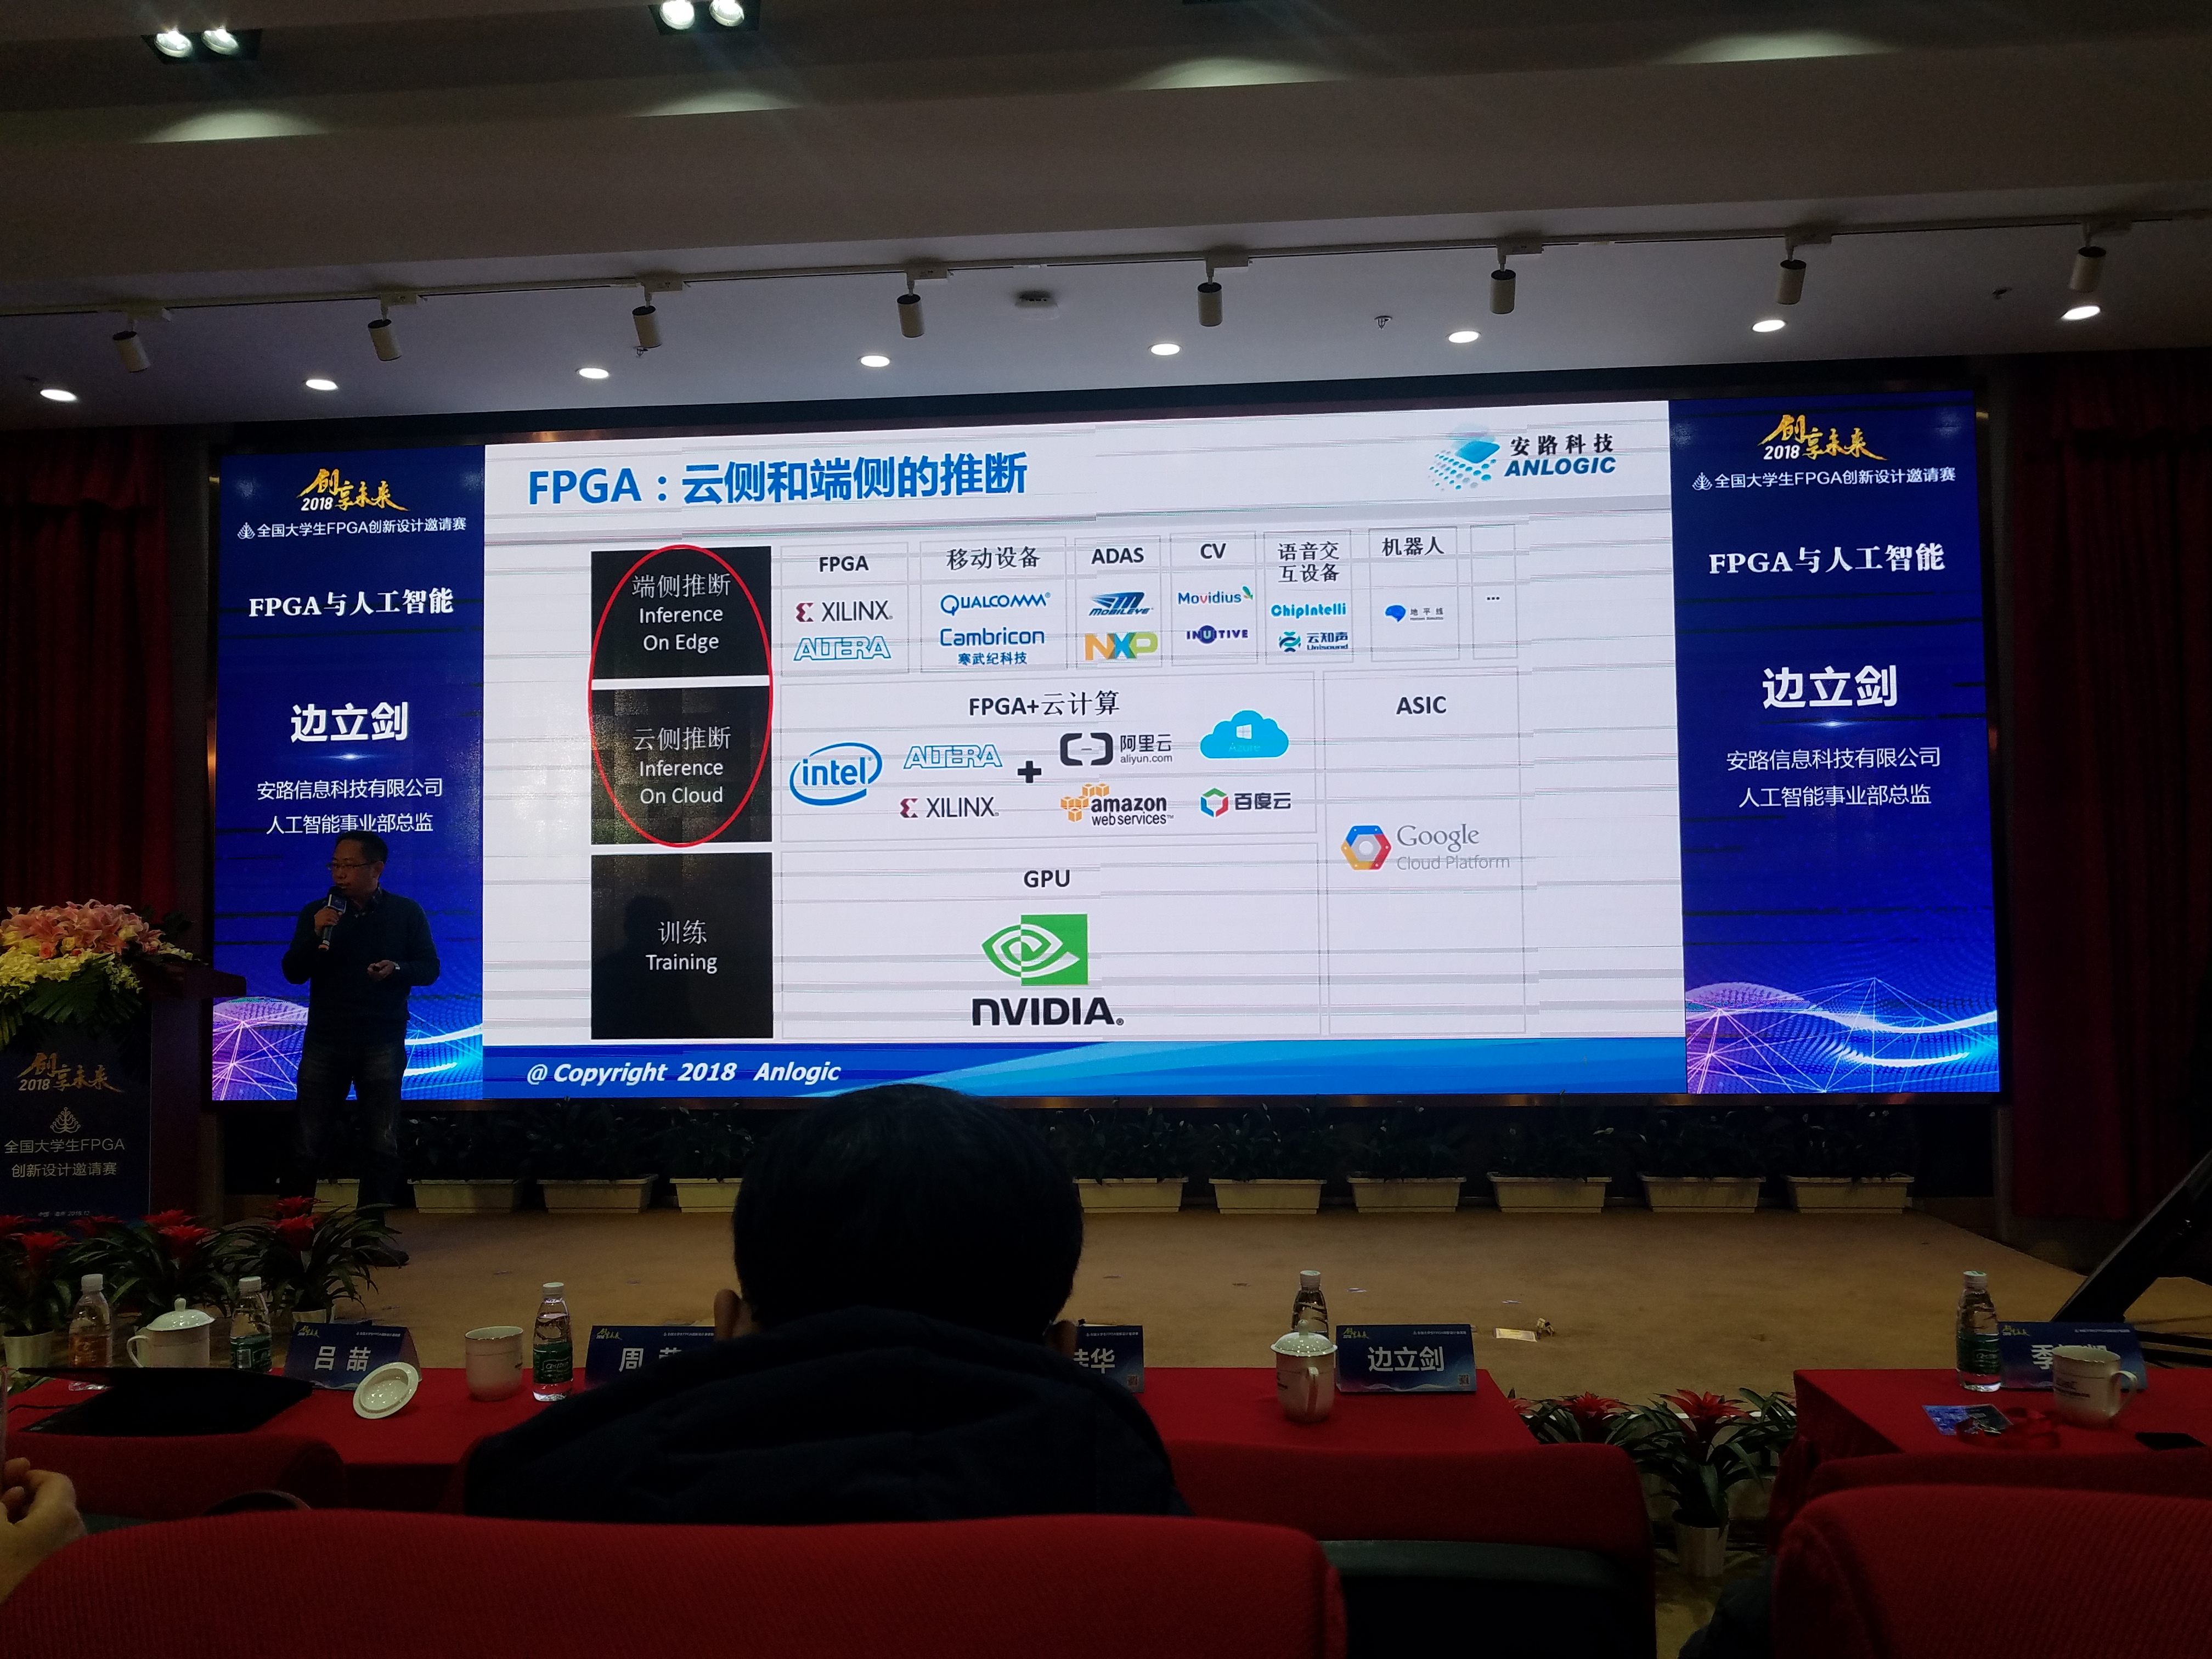 创享未来
2018
全国大学生FPGA创新设计邀请赛
FPGA与人工智能
边立剑
安路信息科技有限公司
人工智能事业部总监
FPGA：云侧和端侧的推断
安路科技
ANLOGIC
端侧推断
Inference
On Edge
FPGA
XILINX
ALTERA
移动设备
QUALCOMM
Cambricon
寒武纪科技
ADAS
MOBILEYE
NXP
CV
Movidius
INUITIVE
语音交
互设备
ChipIntelli
云知声
Unisound
机器人
地平线
...
云侧推断
Inference
On Cloud
FPGA+云计算
intel
ALTERA
XILINX
+
阿里云
aliyun.com
amazon
web services
Azure
百度云
ASIC
Google
Cloud Platform
训练
Training
GPU
NVIDIA
@ Copyright 2018 Anlogic
创享未来
2018
全国大学生FPGA创新设计邀请赛
FPGA与人工智能
边立剑
安路信息科技有限公司
人工智能事业部总监
创享未来
2018
全国大学生FPGA
创新设计邀请赛
吕喆
周
华
边立剑
季